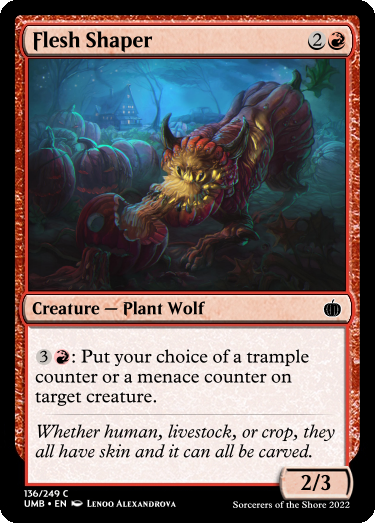 Flesh Shaper 2
Creature — Plant Wolf
3 : Put your choice of a trample
counter or a menace counter on
target creature.
Whether human, livestock, or crop, they
all have skin and it can all be carved.
2/3
136/249 C
UMB • EN Lenoo Alexandrova
Sorcerers of the Shore 2022